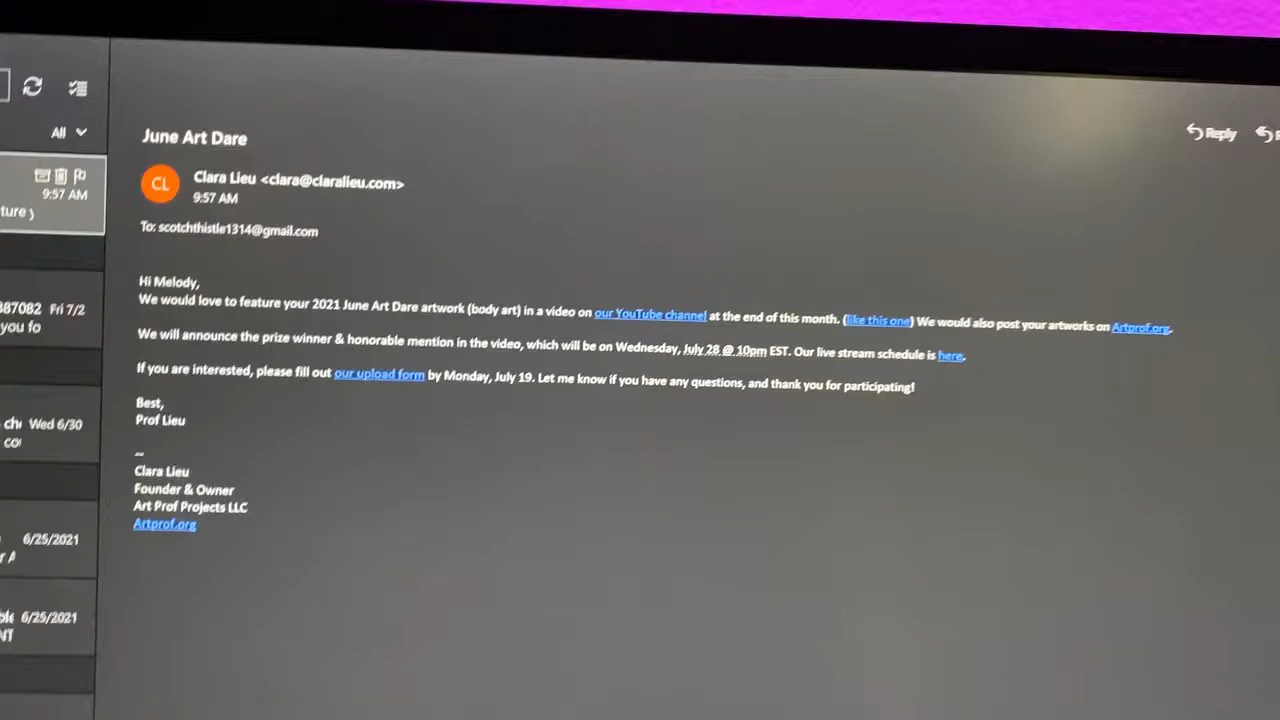 All
June Art Dare
Reply
CL
Clara Lieu <clara@claralieu.com>
9:57 AM
9:57 AM
To: scotchthistle1314@gmail.com
Hi Melody,
We would love to feature your 2021 June Art Dare artwork (body art) in a video on our YouTube channel at the end of this month. (like this one) We would also post your artworks on Artprof.org.
We will announce the prize winner & honorable mention in the video, which will be on Wednesday, July 28 @ 10pm EST. Our live stream schedule is here.
If you are interested, please fill out our upload form by Monday, July 19. Let me know if you have any questions, and thank you for participating!
Best,
Prof Lieu
--
Clara Lieu
Founder & Owner
Art Prof Projects LLC
Artprof.org
387082 Fri 7/2
you fo
Wed 6/30
6/25/2021
6/25/2021